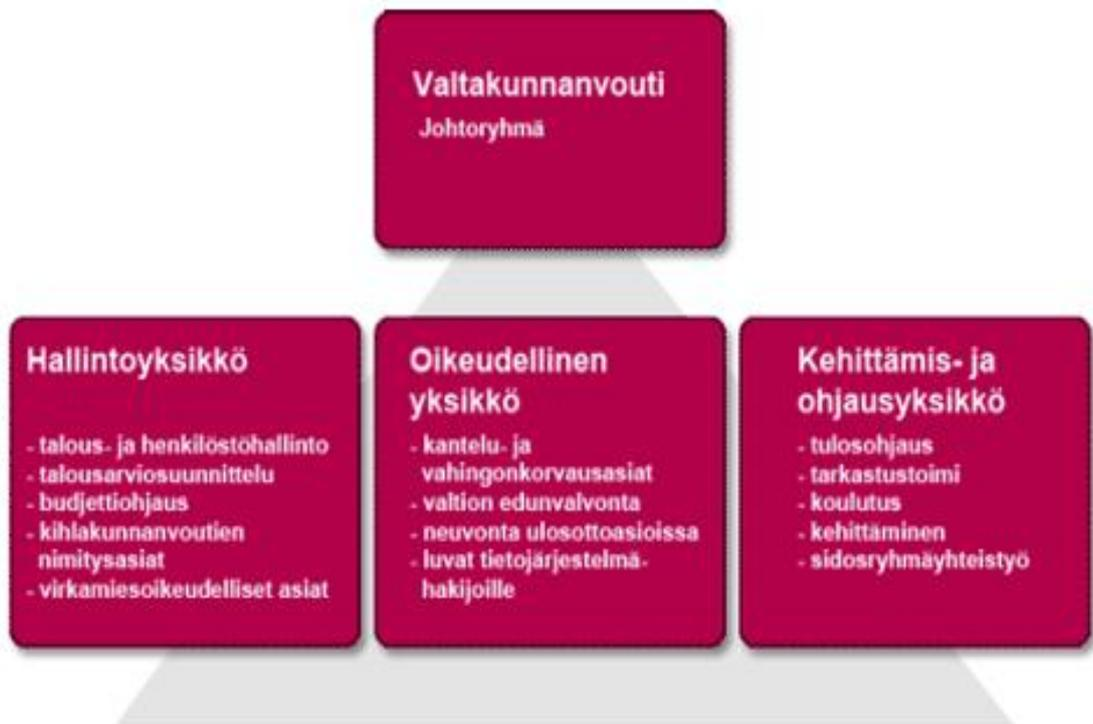 Valtakunnanvouti
Johtoryhmä
Hallintoyksikkö
- talous- ja henkilöstöhallinto
- talousarviosuunnittelu
- budjettiohjaus
- kihlakunnanvoutien
nimitysasiat
- virkamiesoikeudelliset asiat
Oikeudellinen
yksikkö
- kantelu- ja
vahingonkorvausasiat
- valtion edunvalvonta
- neuvonta ulosottoasioissa
- luvat tietojärjestelmä-
hakijoille
Kehittämis- ja
ohjausyksikkö
- tulosohjaus
- tarkastustoimi
- koulutus
- kehittäminen
- sidosryhmäyhteistyö